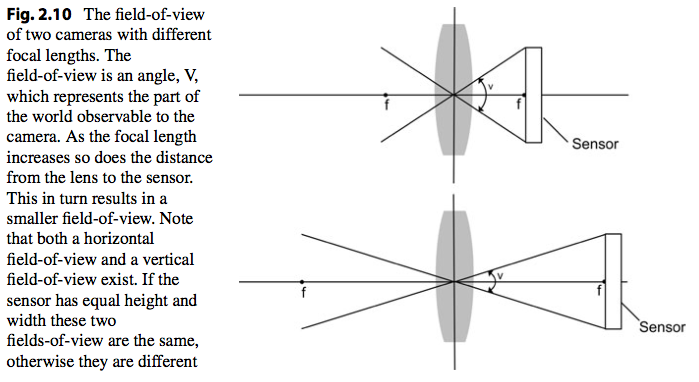 Fig. 2.10 The field-of-view
of two cameras with different
focal lengths. The
field-of-view is an angle, V,
which represents the part of
the world observable to the
camera. As the focal length
increases so does the distance
from the lens to the sensor.
This in turn results in a
smaller field-of-view. Note
that both a horizontal
field-of-view and a vertical
field-of-view exist. If the
sensor has equal height and
width these two
fields-of-view are the same,
otherwise they are different
f
v
f
Sensor
f
v
f
Sensor